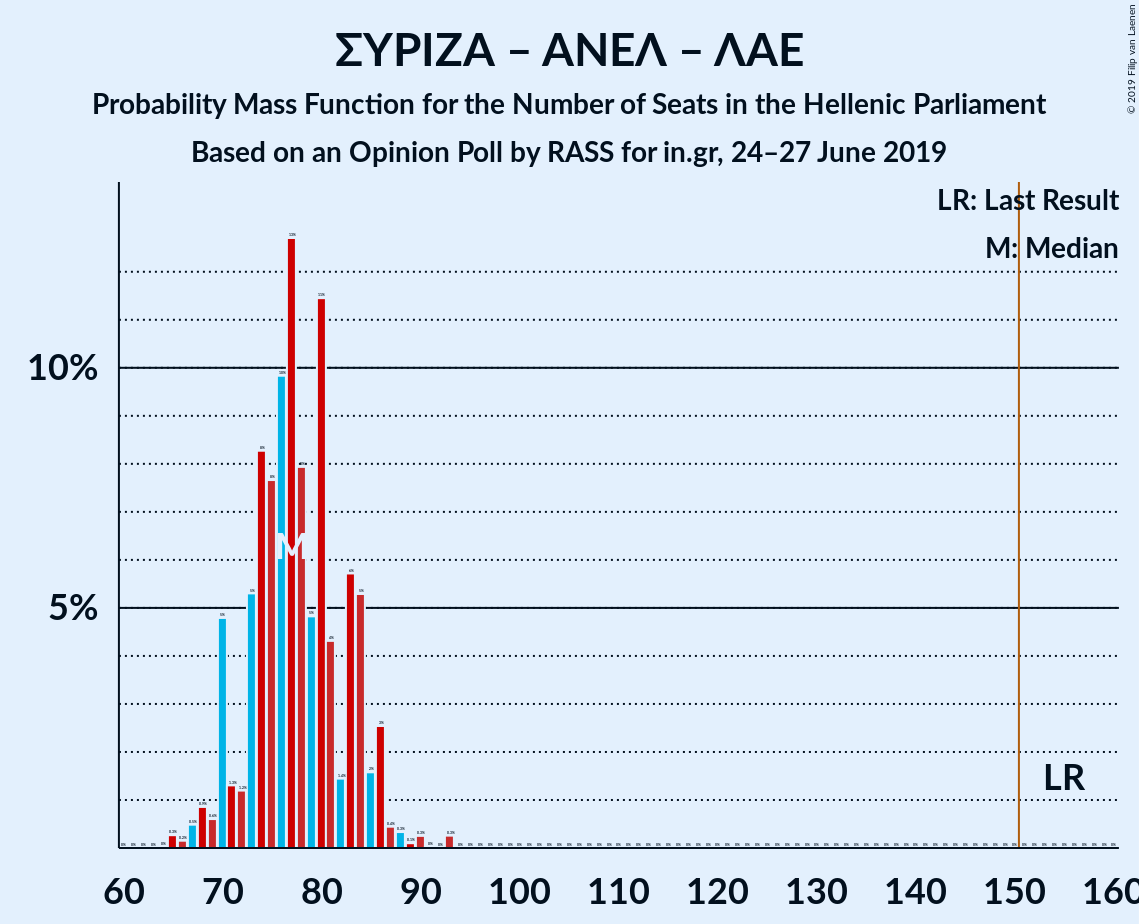 ΣΥΡΙΖΑ – ΑΝΕΛ – ΛΑΕ
Probability Mass Function for the Number of Seats in the Hellenic Parliament
Based on an Opinion Poll by RASS for in.gr, 24–27 June 2019
© 2019 Filip van Laenen
LR: Last Result
M: Median
10%
5%
M
LR
60 70 80 90 100 110 120 130 140 150 160